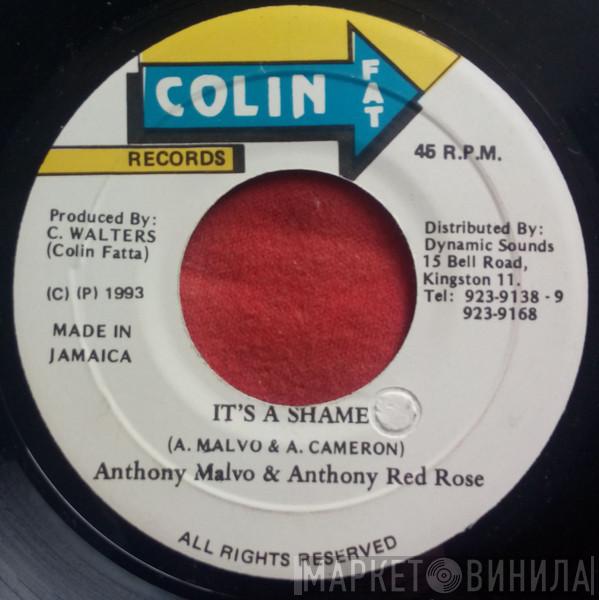 COLIN
FAT
RECORDS
45 R.P.M.
Produced By:
C. WALTERS
(Colin Fatta)
(C) (P) 1993
MADE IN
JAMAICA
Distributed By:
Dynamic Sounds
15 Bell Road,
Kingston 11.
Tel: 923-9138 - 9
923-9168
IT'S A SHAME
(A. MALVO & A. CAMERON)
Anthony Malvo & Anthony Red Rose
ALL RIGHTS RESERVED
МАРКЕТ ВИНИЛА